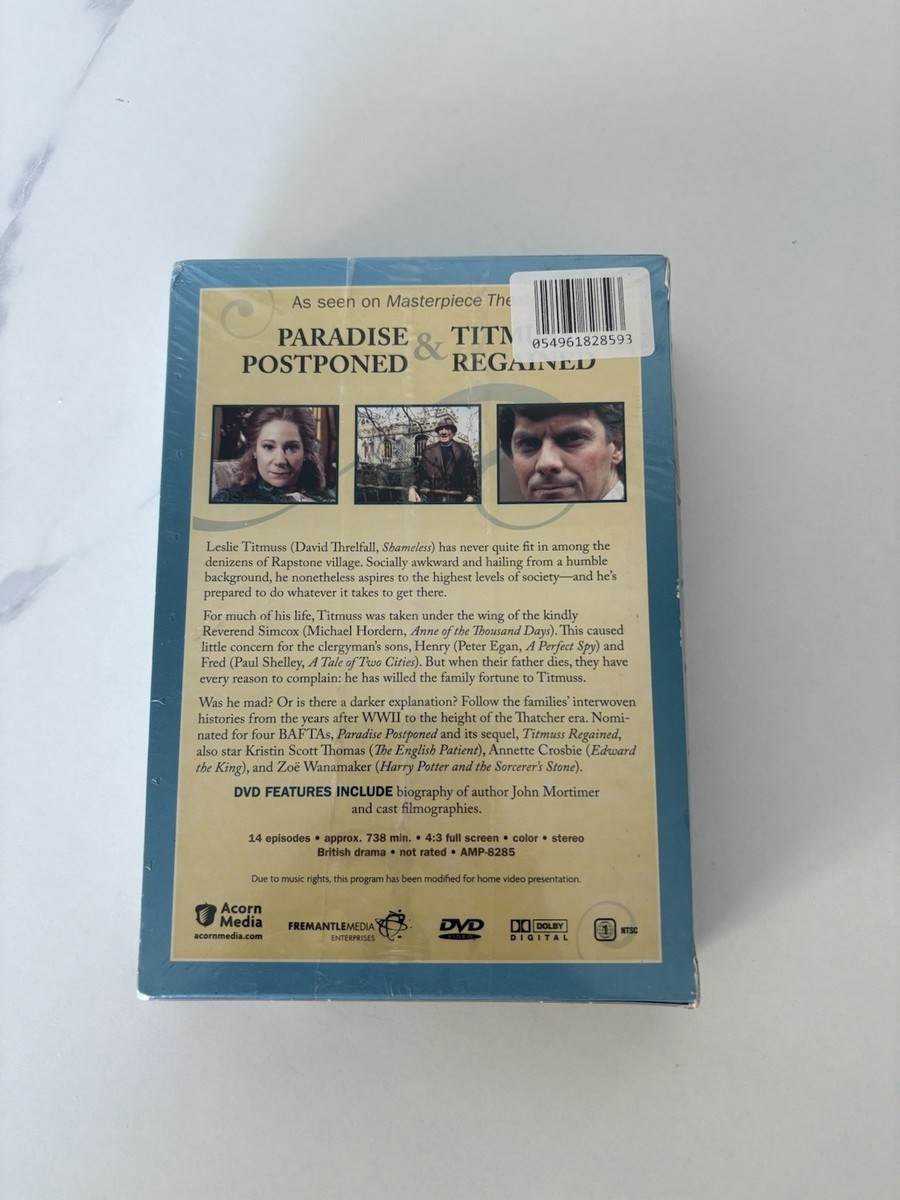 As seen on Masterpiece
PARADISE
POSTPONED
&
REGAINED
054961828593
Leslie Titmuss (David Threlfall, Shameless) has never quite fit in among the
denizens of Rapstone village. Socially awkward and hailing from a humble
background, he nonetheless aspires to the highest levels of society—and he's
prepared to do whatever it takes to get there.
For much of his life, Titmuss was taken under the wing of the kindly
Reverend Simcox (Michael Hordern, Anne of the Thousand Days). This caused
little concern for the clergyman's sons, Henry (Peter Egan, A Perfect Spy) and
Fred (Paul Shelley, A Tale of Two Cities). But when their father dies, they have
every reason to complain: he has willed the family fortune to Titmuss.
Was he mad? Or is there a darker explanation? Follow the families' interwoven
histories from the years after WWII to the height of the Thatcher era. Nomi-
nated for four BAFTAs, Paradise Postponed and its sequel, Titmuss Regained,
also star Kristin Scott Thomas (The English Patient), Annette Crosbie (Edward
the King), and Zoë Wanamaker (Harry Potter and the Sorcerer's Stone).
DVD FEATURES INCLUDE biography of author John Mortimer
and cast filmographies.
14 episodes • approx. 738 min. • 4:3 full screen • color • stereo
British drama • not rated • AMP-8285
Due to music rights, this program has been modified for home video presentation.
Acorn
Media
acornmedia.com
FREMANTLEMEDIA
ENTERPRISES
DVD
VIDEO
DOLBY
DIGITAL
1
NTSC